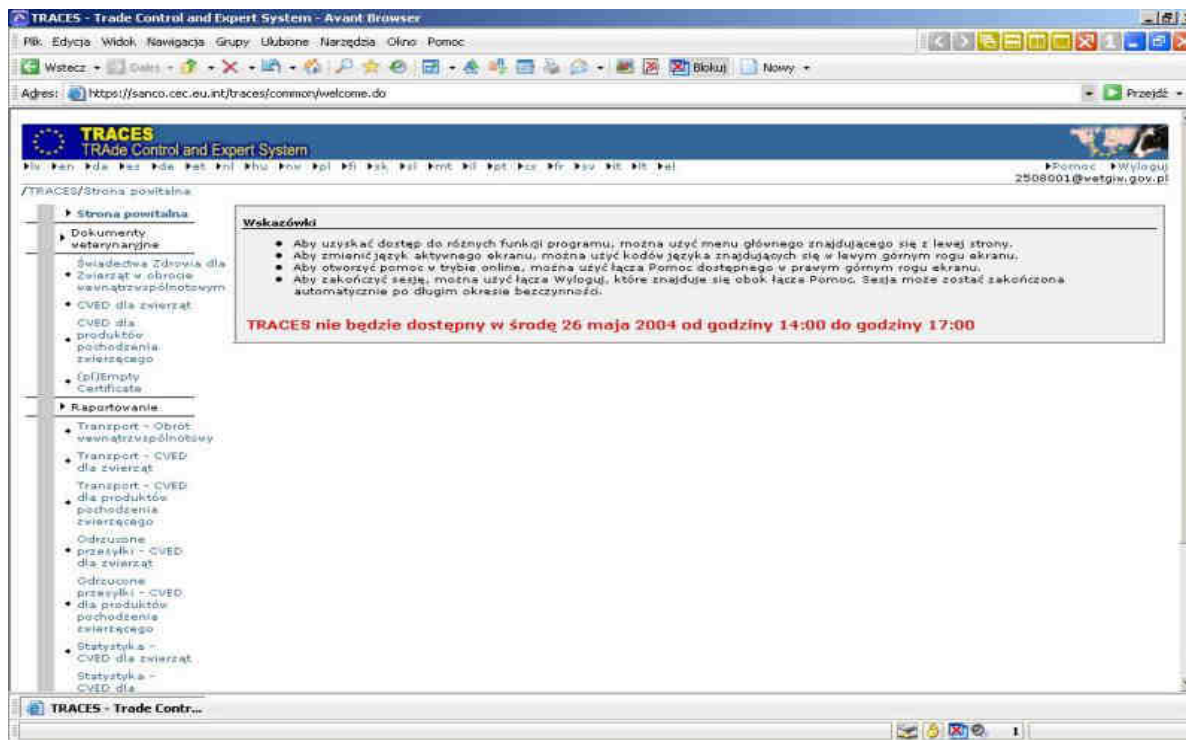 TRACES - Trade Control and Expert System - Avant Browser
Plik Edycja Widok Nawigacja Grupy Ulubione Narzędzia Okno Pomoc
Wstecz Dalej Blokuj Nowy
Adres: https://sanco.cec.eu.int/traces/common/welcome.do Przejdź
TRACES
TRAde Control and Expert System
lv en da es de et nl hu nw pl fi sk sl mt il pt cs fr sv it lt el
Pomoc Wyloguj
2508001@wetgiw.gov.pl
/TRACES/Strona powitalna
Strona powitalna
Dokumenty
weterynaryjne
Świadectwa Zdrowia dla
Zwierząt w obrocie
wewnątrzwspólnotowym
CVED dla zwierząt
CVED dla
produktów
pochodzenia
zwierzęcego
(pl)Empty
Certificate
Raportowanie
Transport - Obrót
wewnątrzwspólnotowy
Transport - CVED
dla zwierząt
Transport - CVED
dla produktów
pochodzenia
zwierzęcego
Odrzucone
przesyłki - CVED
dla zwierząt
Odrzucone
przesyłki - CVED
dla produktów
pochodzenia
zwierzęcego
Statystyka -
CVED dla zwierząt
Statystyka -
CVED dla
Wskazówki
Aby uzyskać dostęp do różnych funkcji programu, można użyć menu głównego znajdującego się z lewej strony.
Aby zmienić język aktywnego ekranu, można użyć kodów języka znajdujących się w lewym górnym rogu ekranu.
Aby otworzyć pomoc w trybie online, można użyć łącza Pomoc dostępnego w prawym górnym rogu ekranu.
Aby zakończyć sesję, można użyć łącza Wyloguj, które znajduje się obok łącza Pomoc. Sesja może zostać zakończona
automatycznie po długim okresie bezczynności.
TRACES nie będzie dostępny w środę 26 maja 2004 od godziny 14:00 do godziny 17:00
TRACES - Trade Contr...
1